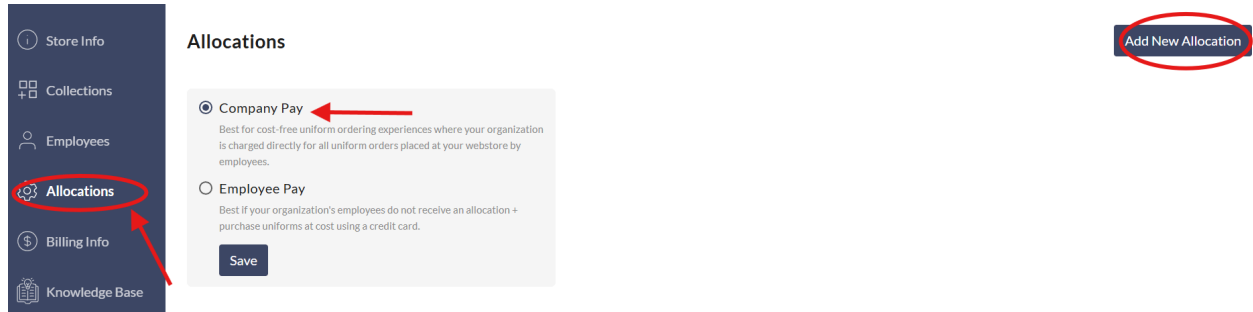 Store Info
Collections
Employees
Allocations
Billing Info
Knowledge Base
Allocations
Add New Allocation
Company Pay
Best for cost-free uniform ordering experiences where your organization
is charged directly for all uniform orders placed at your webstore by
employees.
Employee Pay
Best if your organization's employees do not receive an allocation +
purchase uniforms at cost using a credit card.
Save